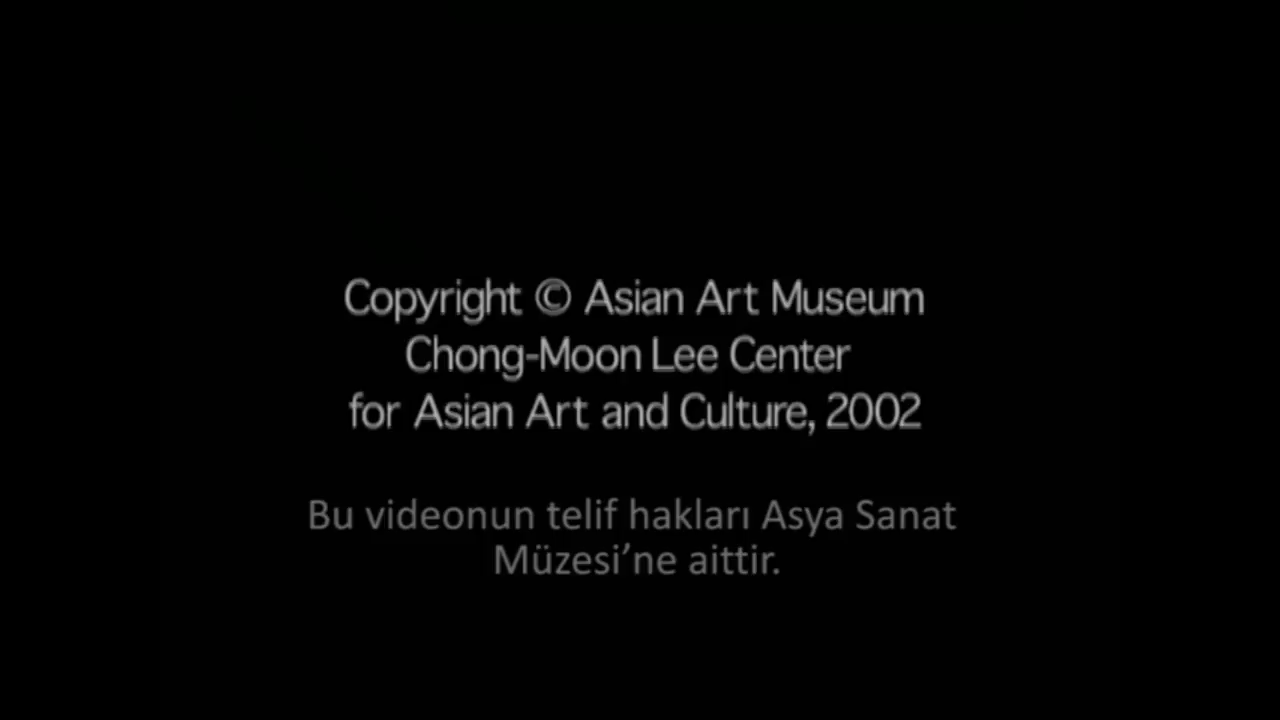 Copyright © Asian Art Museum
Chong-Moon Lee Center
for Asian Art and Culture, 2002
Bu videonun telif hakları Asya Sanat
Müzesi’ne aittir.